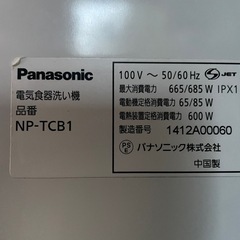 Panasonic
電気食器洗い機
品番
NP-TCB1
100 V ～ 50/60 Hz
S JET
最大消費電力 665/685 W IPX1
電動機定格消費電力 65/85 W
電熱装置定格消費電力 600 W
製造番号 1412A00060
PS E パナソニック株式会社
中国製